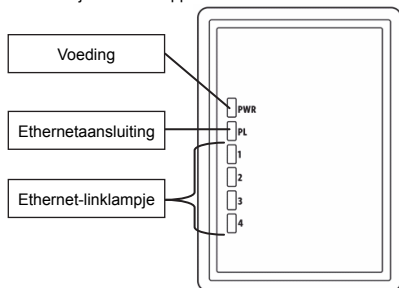 Voeding
PWR
Ethernetaansluiting
PL
1
Ethernet-linklampje
2
3
4